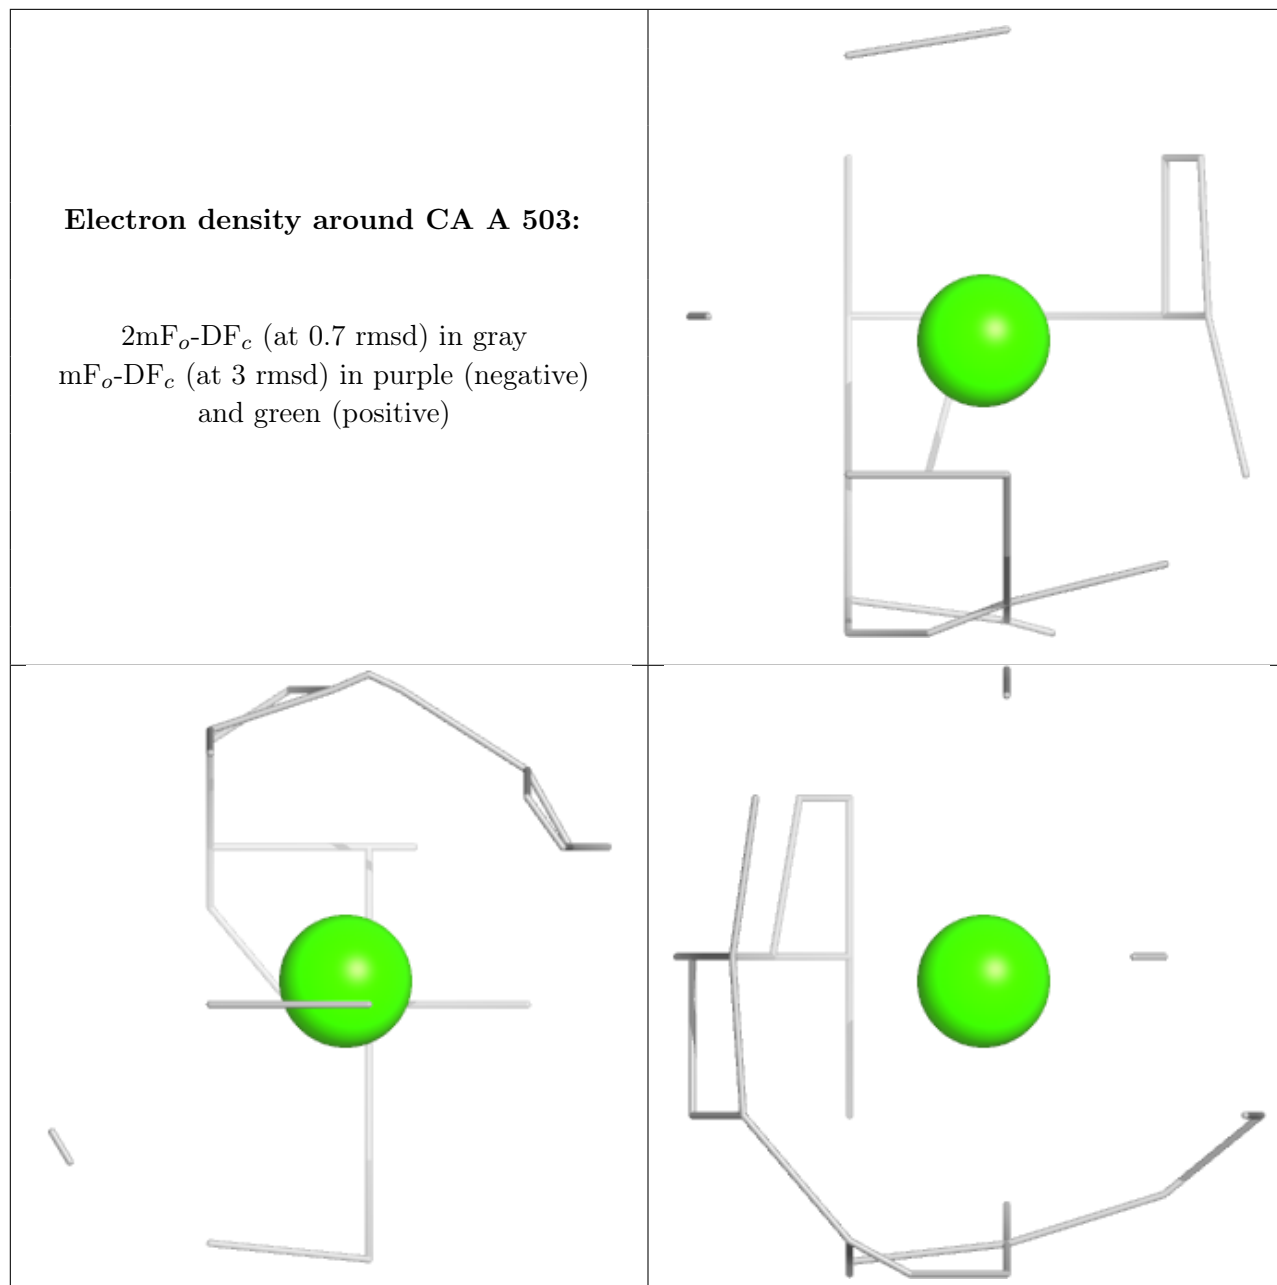 Electron density around CA A 503:
2mFo-DFc (at 0.7 rmsd) in gray
mFo-DFc (at 3 rmsd) in purple (negative)
and green (positive)